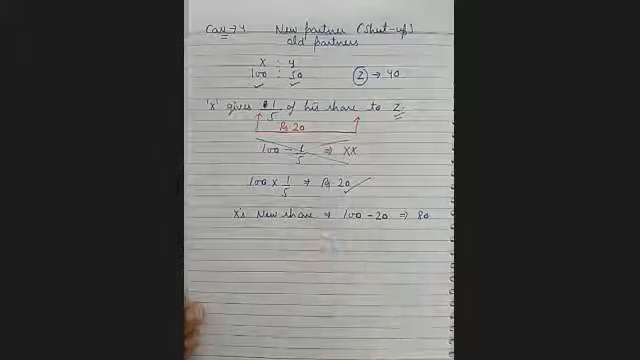 Case → 4 New partner (Shut-up)
old partners
X : Y
100 : 50 Z → 40
'X' gives 1/5 of his share to Z.
Rs 20
100 - 1/5 ⇒ XX
100 x 1/5 ⇒ Rs 20
X's New share ⇒ 100 - 20 ⇒ 80